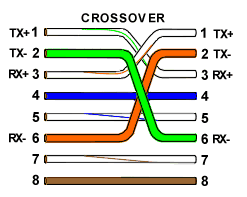 CROSSOVER
TX+ 1 1 TX+
TX- 2 2 TX-
RX+ 3 3 RX+
4 4
5 5
RX- 6 6 RX-
7 7
8 8